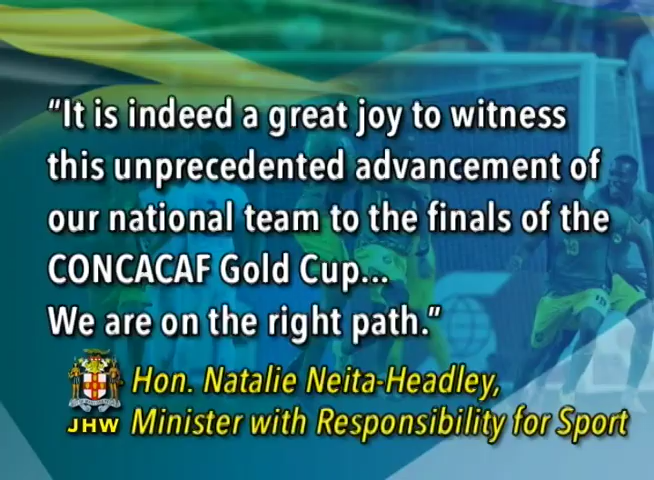 “It is indeed a great joy to witness
this unprecedented advancement of
our national team to the finals of the
CONCACAF Gold Cup...
We are on the right path.”
Hon. Natalie Neita-Headley,
JHW Minister with Responsibility for Sport